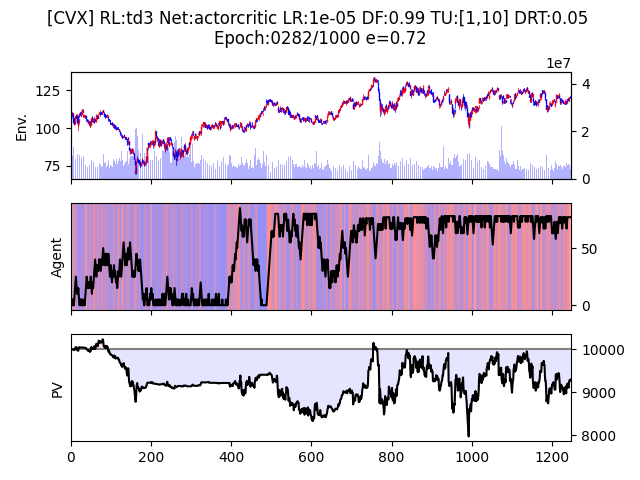 [CVX] RL:td3 Net:actorcritic LR:1e-05 DF:0.99 TU:[1,10] DRT:0.05
Epoch:0282/1000 e=0.72
1e7
Env.
125
100
75
4
2
0
Agent
50
0
PV
10000
9000
8000
0 200 400 600 800 1000 1200